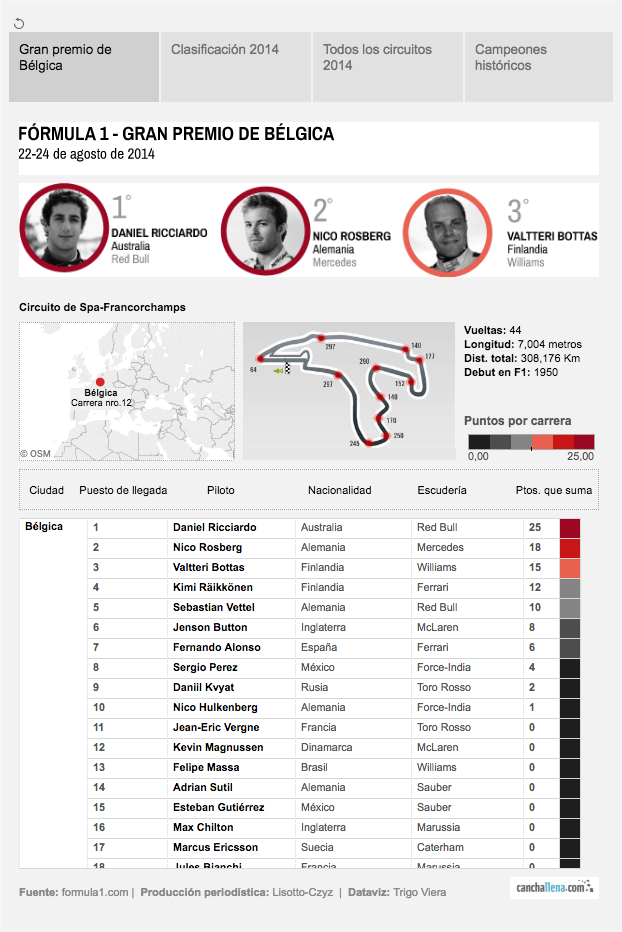 Gran premio de
Bélgica
Clasificación 2014
Todos los circuitos
2014
Campeones
históricos
FÓRMULA 1 - GRAN PREMIO DE BÉLGICA
22-24 de agosto de 2014
1°
DANIEL RICCIARDO
Australia
Red Bull
2°
NICO ROSBERG
Alemania
Mercedes
3°
VALTTERI BOTTAS
Finlandia
Williams
Circuito de Spa-Francorchamps
Bélgica
Carrera nro.12
© OSM
64
297
140
177
297
290
152
140
170
250
245
Vueltas: 44
Longitud: 7,004 metros
Dist. total: 308,176 Km
Debut en F1: 1950
Puntos por carrera
0,00 25,00
Ciudad Puesto de llegada Piloto Nacionalidad Escudería Ptos. que suma
Bélgica 1 Daniel Ricciardo Australia Red Bull 25
2 Nico Rosberg Alemania Mercedes 18
3 Valtteri Bottas Finlandia Williams 15
4 Kimi Räikkönen Finlandia Ferrari 12
5 Sebastian Vettel Alemania Red Bull 10
6 Jenson Button Inglaterra McLaren 8
7 Fernando Alonso España Ferrari 6
8 Sergio Perez México Force-India 4
9 Daniil Kvyat Rusia Toro Rosso 2
10 Nico Hulkenberg Alemania Force-India 1
11 Jean-Eric Vergne Francia Toro Rosso 0
12 Kevin Magnussen Dinamarca McLaren 0
13 Felipe Massa Brasil Williams 0
14 Adrian Sutil Alemania Sauber 0
15 Esteban Gutiérrez México Sauber 0
16 Max Chilton Inglaterra Marussia 0
17 Marcus Ericsson Suecia Caterham 0
18 Jules Bianchi Francia Marussia 0
Fuente: formula1.com | Producción periodística: Lisotto-Czyz | Dataviz: Trigo Viera
canchallena.com